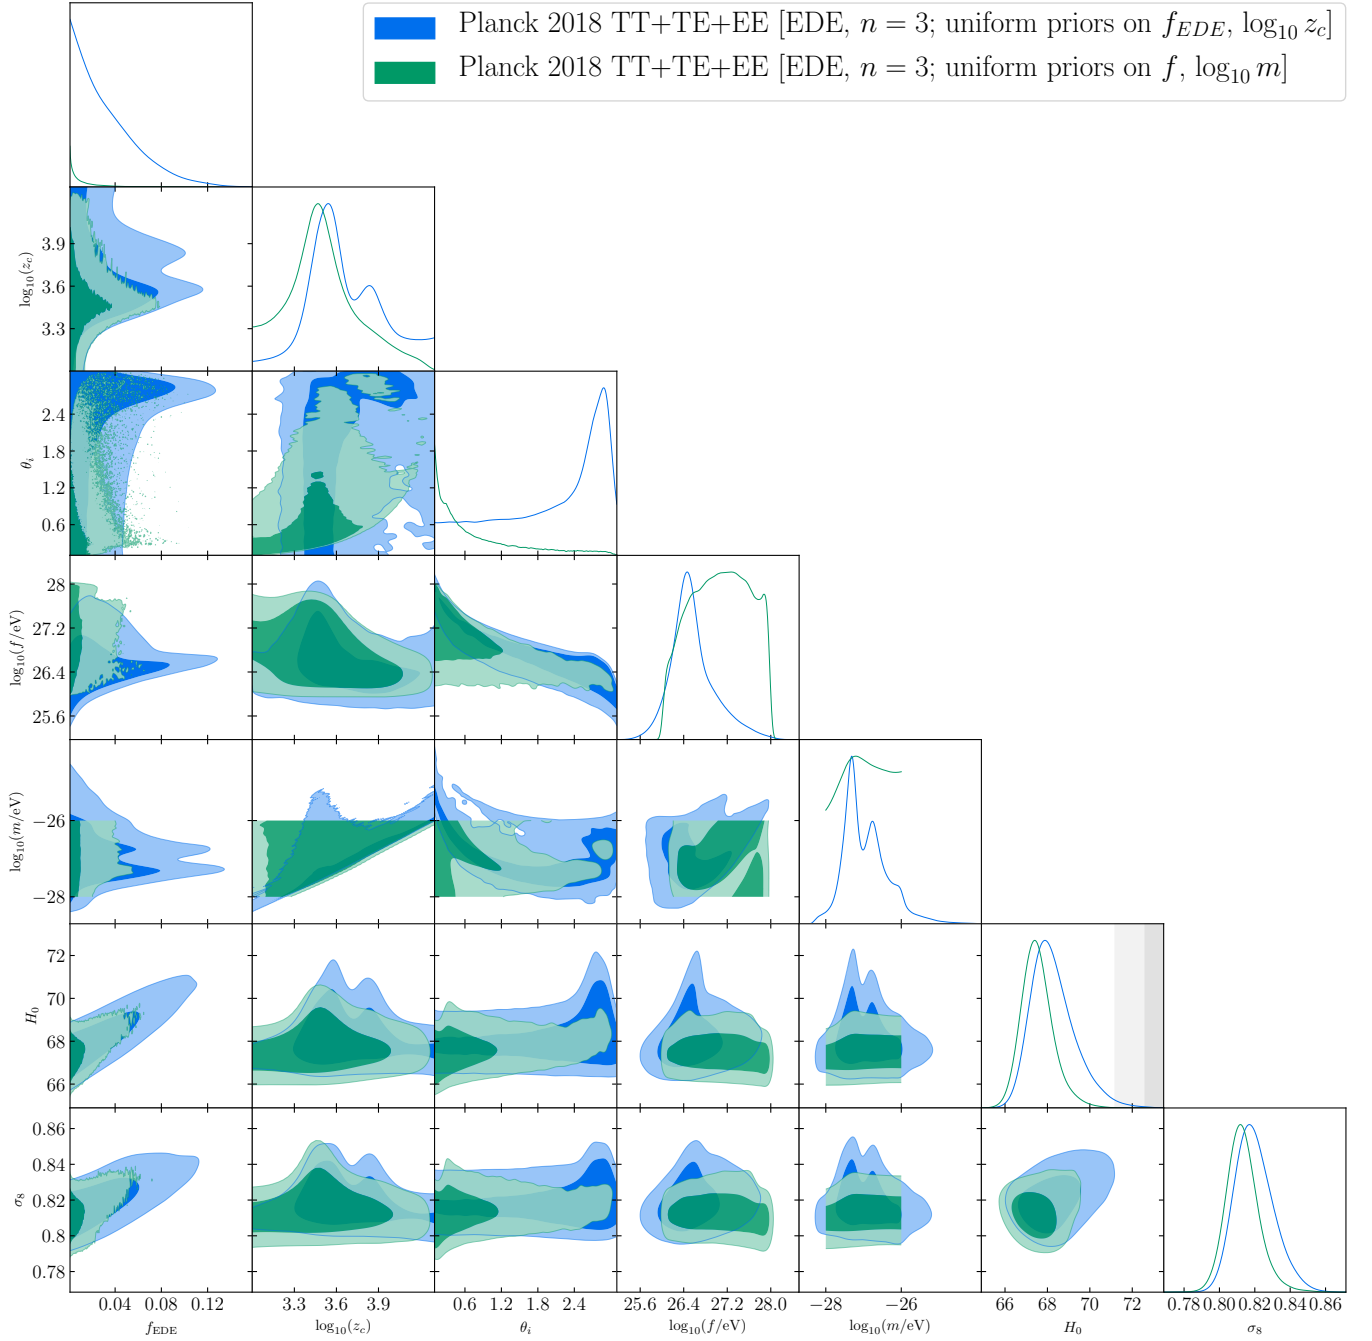 Planck 2018 TT+TE+EE [EDE, n = 3; uniform priors on f_EDE, log₁₀ z_c]
Planck 2018 TT+TE+EE [EDE, n = 3; uniform priors on f, log₁₀ m]
3.9
3.6
3.3
log₁₀(z_c)
2.4
1.8
1.2
0.6
θ_i
28
27.2
26.4
25.6
log₁₀(f/eV)
−26
−28
log₁₀(m/eV)
72
70
68
66
H₀
0.86
0.84
0.82
0.8
0.78
σ₈
0.04 0.08 0.12
3.3 3.6 3.9
0.6 1.2 1.8 2.4
25.6 26.4 27.2 28.0
−28 −26
66 68 70 72
0.78 0.80 0.82 0.84 0.86
f_EDE
log₁₀(z_c)
θ_i
log₁₀(f/eV)
log₁₀(m/eV)
H₀
σ₈